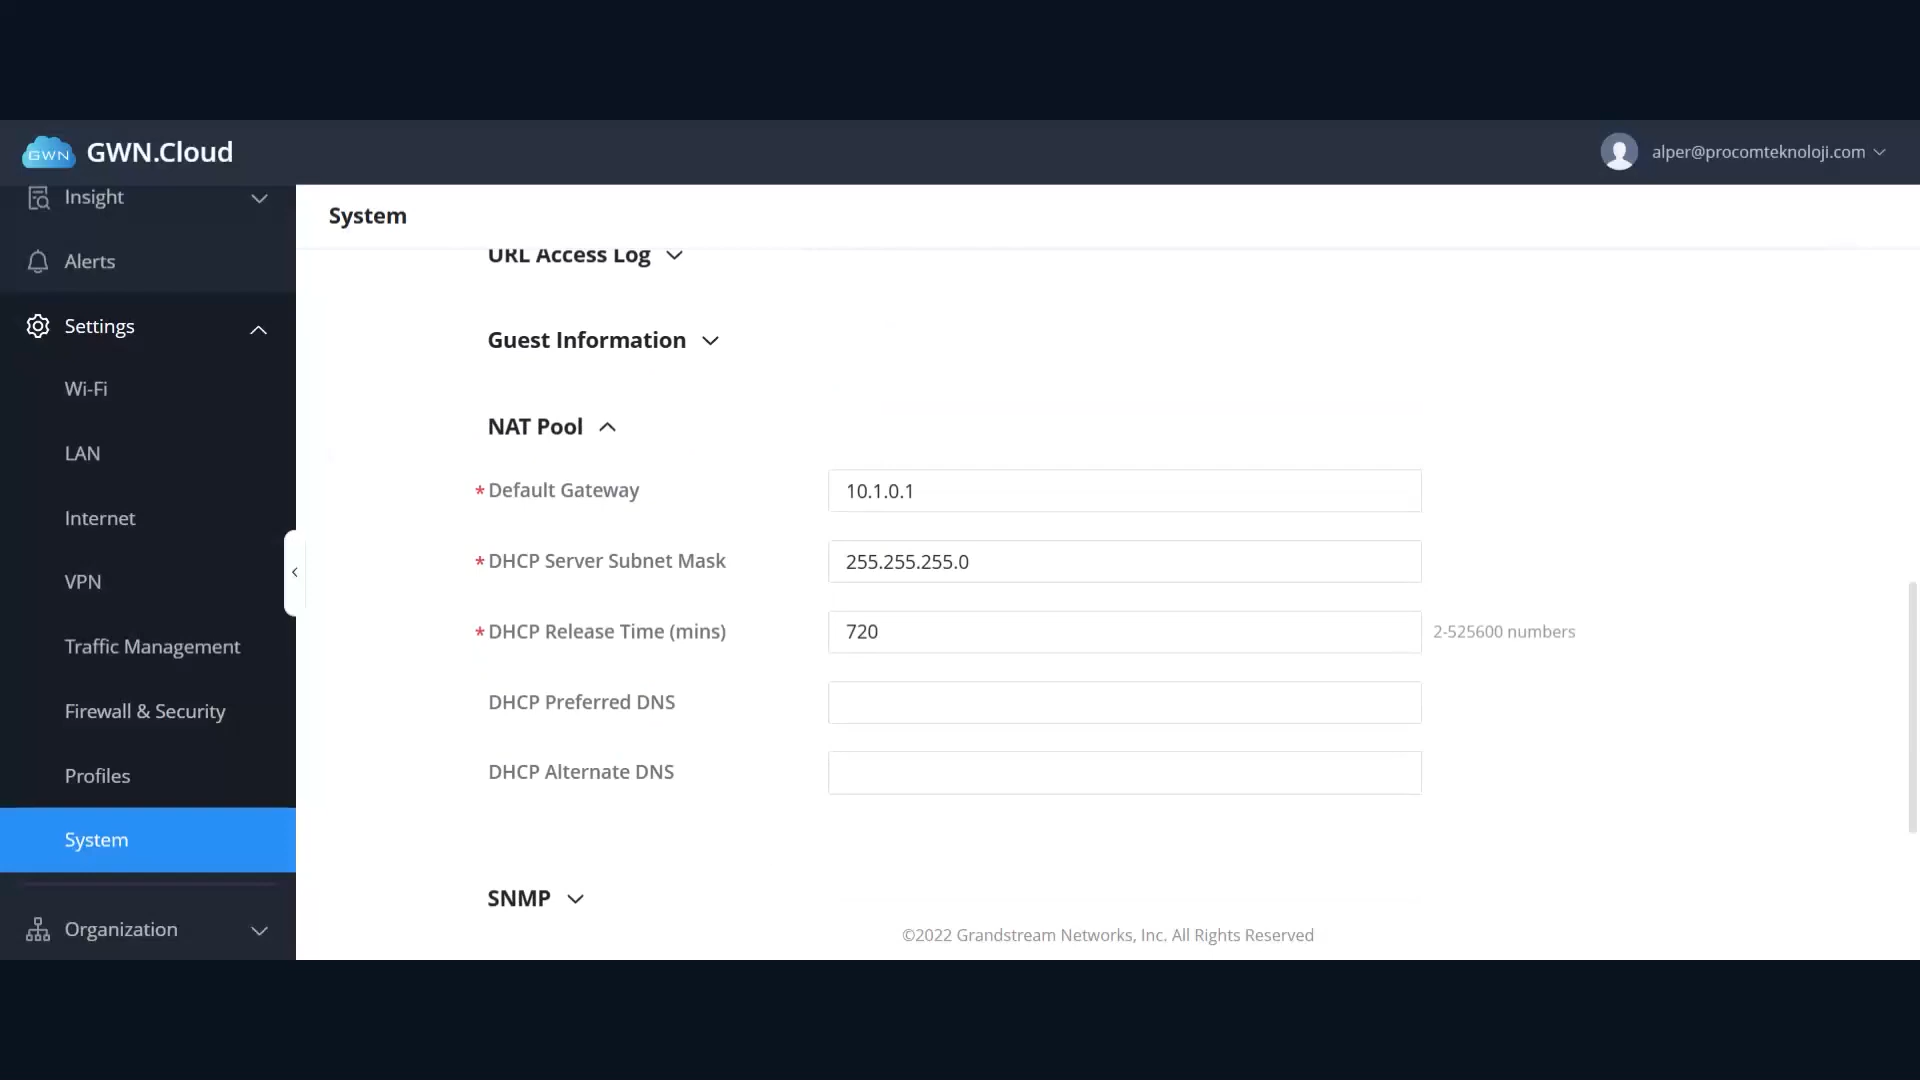 GWN GWN.Cloud
alper@procomteknoloji.com
Insight
Alerts
Settings
Wi-Fi
LAN
Internet
VPN
Traffic Management
Firewall & Security
Profiles
System
Organization
System
URL Access Log
Guest Information
NAT Pool
* Default Gateway 10.1.0.1
* DHCP Server Subnet Mask 255.255.255.0
* DHCP Release Time (mins) 720 2-525600 numbers
DHCP Preferred DNS
DHCP Alternate DNS
SNMP
©2022 Grandstream Networks, Inc. All Rights Reserved